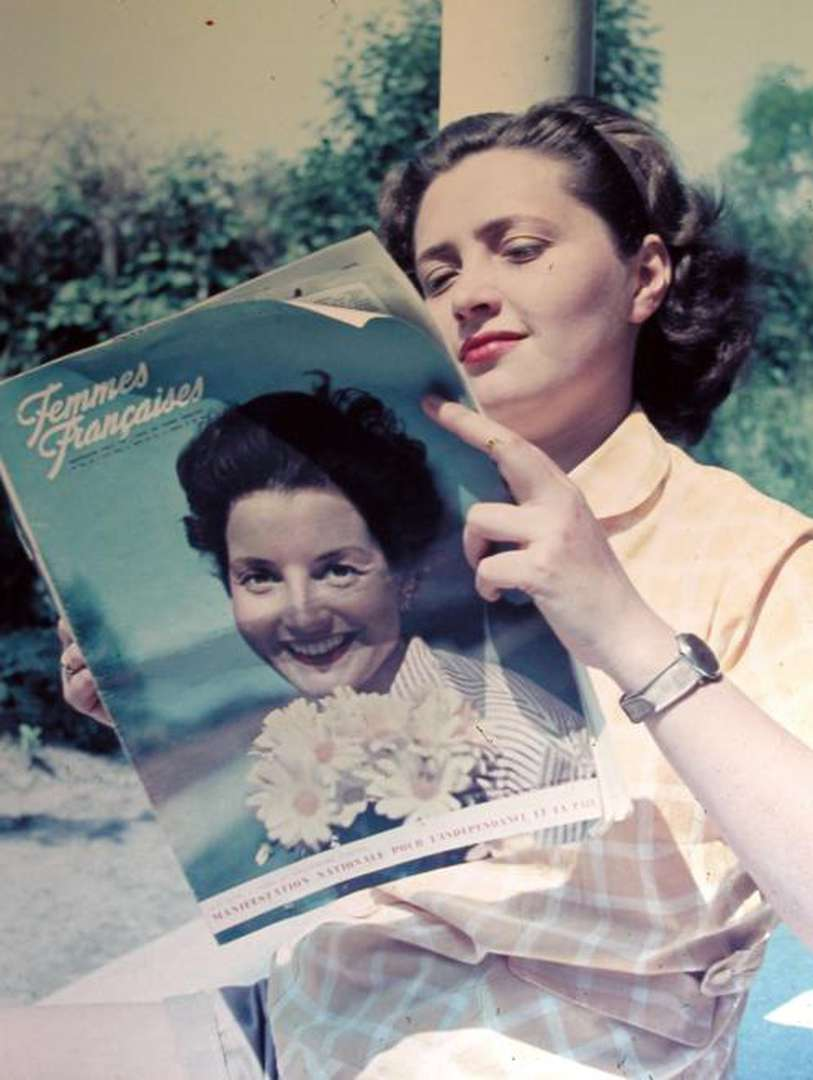 Femmes
Françaises
MANIFESTATION NATIONALE POUR L'INDEPENDANCE ET LA PAIX